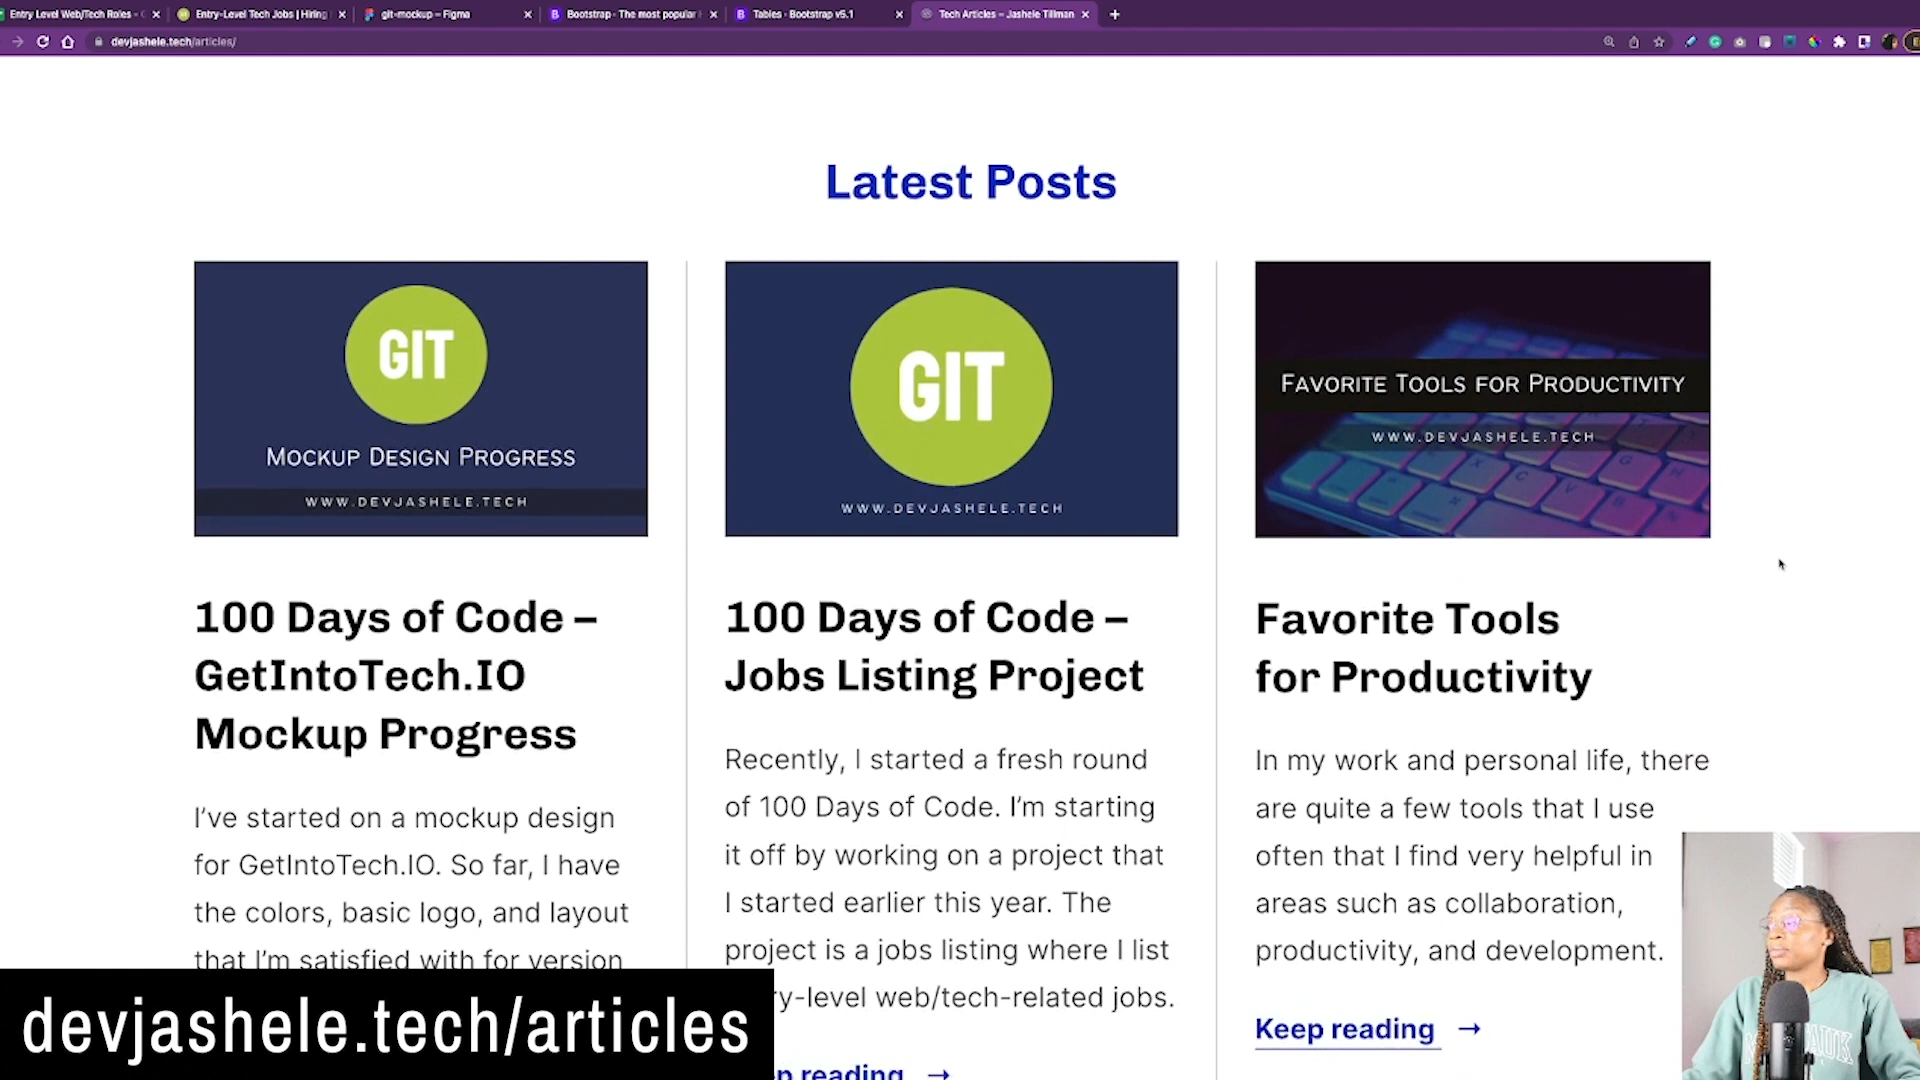 Entry Level Web/Tech Roles -
Entry-Level Tech Jobs | Hiring
git-mockup – Figma
Bootstrap · The most popular
Tables · Bootstrap v5.1
Tech Articles – Jashele Tillman
devjashele.tech/articles/
Latest Posts
GIT
MOCKUP DESIGN PROGRESS
WWW.DEVJASHELE.TECH
100 Days of Code –
GetIntoTech.IO
Mockup Progress
I've started on a mockup design
for GetIntoTech.IO. So far, I have
the colors, basic logo, and layout
that I'm satisfied with for version
GIT
WWW.DEVJASHELE.TECH
100 Days of Code –
Jobs Listing Project
Recently, I started a fresh round
of 100 Days of Code. I'm starting
it off by working on a project that
I started earlier this year. The
project is a jobs listing where I list
ry-level web/tech-related jobs.
p reading →
FAVORITE TOOLS FOR PRODUCTIVITY
WWW.DEVJASHELE.TECH
Favorite Tools
for Productivity
In my work and personal life, there
are quite a few tools that I use
often that I find very helpful in
areas such as collaboration,
productivity, and development.
Keep reading →
devjashele.tech/articles